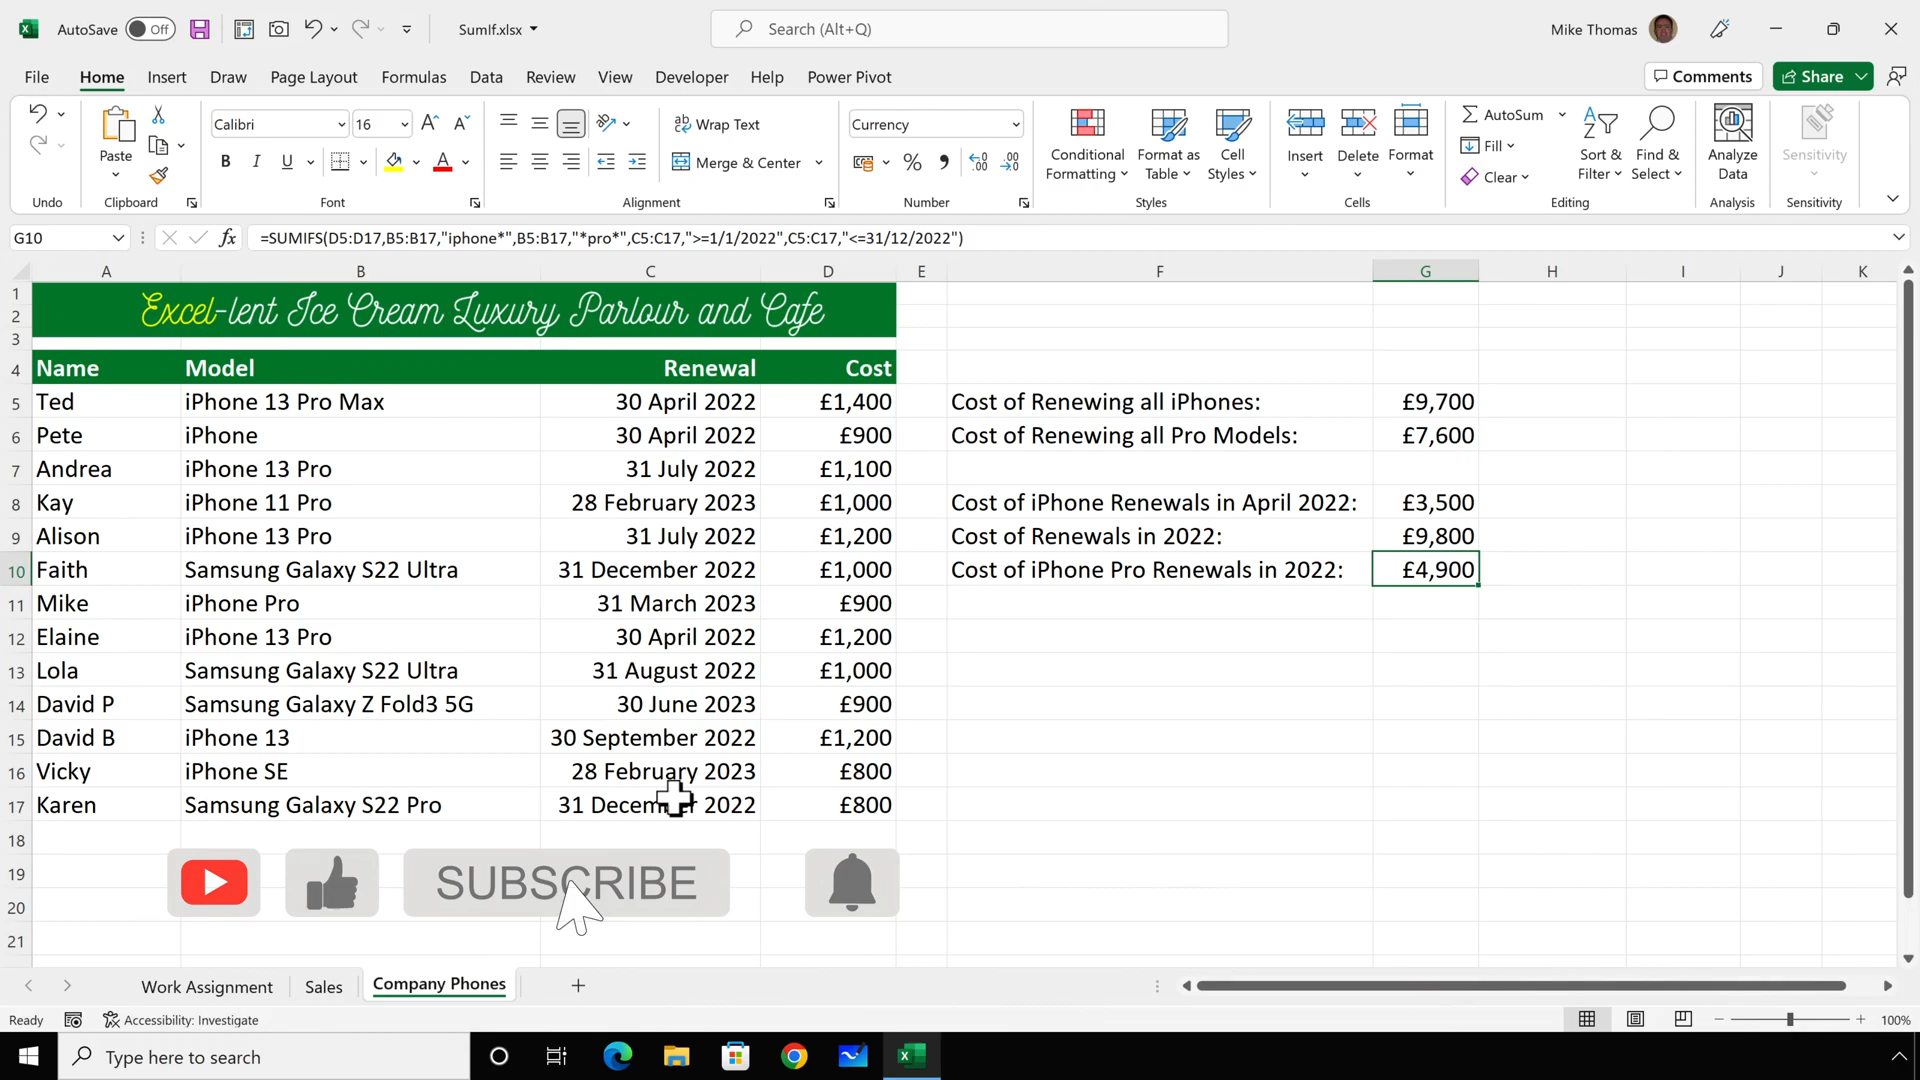 AutoSave Off SumIf.xlsx Search (Alt+Q) Mike Thomas
File Home Insert Draw Page Layout Formulas Data Review View Developer Help Power Pivot Comments Share
Paste Calibri 16 Wrap Text Currency AutoSum
B I U Merge & Center % Conditional Formatting Format as Table Cell Styles Insert Delete Format Fill Clear Sort & Filter Find & Select Analyze Data Sensitivity
Undo Clipboard Font Alignment Number Styles Cells Editing Analysis Sensitivity
G10 fx =SUMIFS(D5:D17,B5:B17,"iphone*",B5:B17,"*pro*",C5:C17,">=1/1/2022",C5:C17,"<=31/12/2022")
A B C D E F G H I J K
1
2 Excel-lent Ice Cream Luxury Parlour and Cafe
3
4 Name Model Renewal Cost
5 Ted iPhone 13 Pro Max 30 April 2022 £1,400 Cost of Renewing all iPhones: £9,700
6 Pete iPhone 30 April 2022 £900 Cost of Renewing all Pro Models: £7,600
7 Andrea iPhone 13 Pro 31 July 2022 £1,100
8 Kay iPhone 11 Pro 28 February 2023 £1,000 Cost of iPhone Renewals in April 2022: £3,500
9 Alison iPhone 13 Pro 31 July 2022 £1,200 Cost of Renewals in 2022: £9,800
10 Faith Samsung Galaxy S22 Ultra 31 December 2022 £1,000 Cost of iPhone Pro Renewals in 2022: £4,900
11 Mike iPhone Pro 31 March 2023 £900
12 Elaine iPhone 13 Pro 30 April 2022 £1,200
13 Lola Samsung Galaxy S22 Ultra 31 August 2022 £1,000
14 David P Samsung Galaxy Z Fold3 5G 30 June 2023 £900
15 David B iPhone 13 30 September 2022 £1,200
16 Vicky iPhone SE 28 February 2023 £800
17 Karen Samsung Galaxy S22 Pro 31 December 2022 £800
18
19 SUBSCRIBE
20
21
Work Assignment Sales Company Phones
Ready Accessibility: Investigate 100%
Type here to search